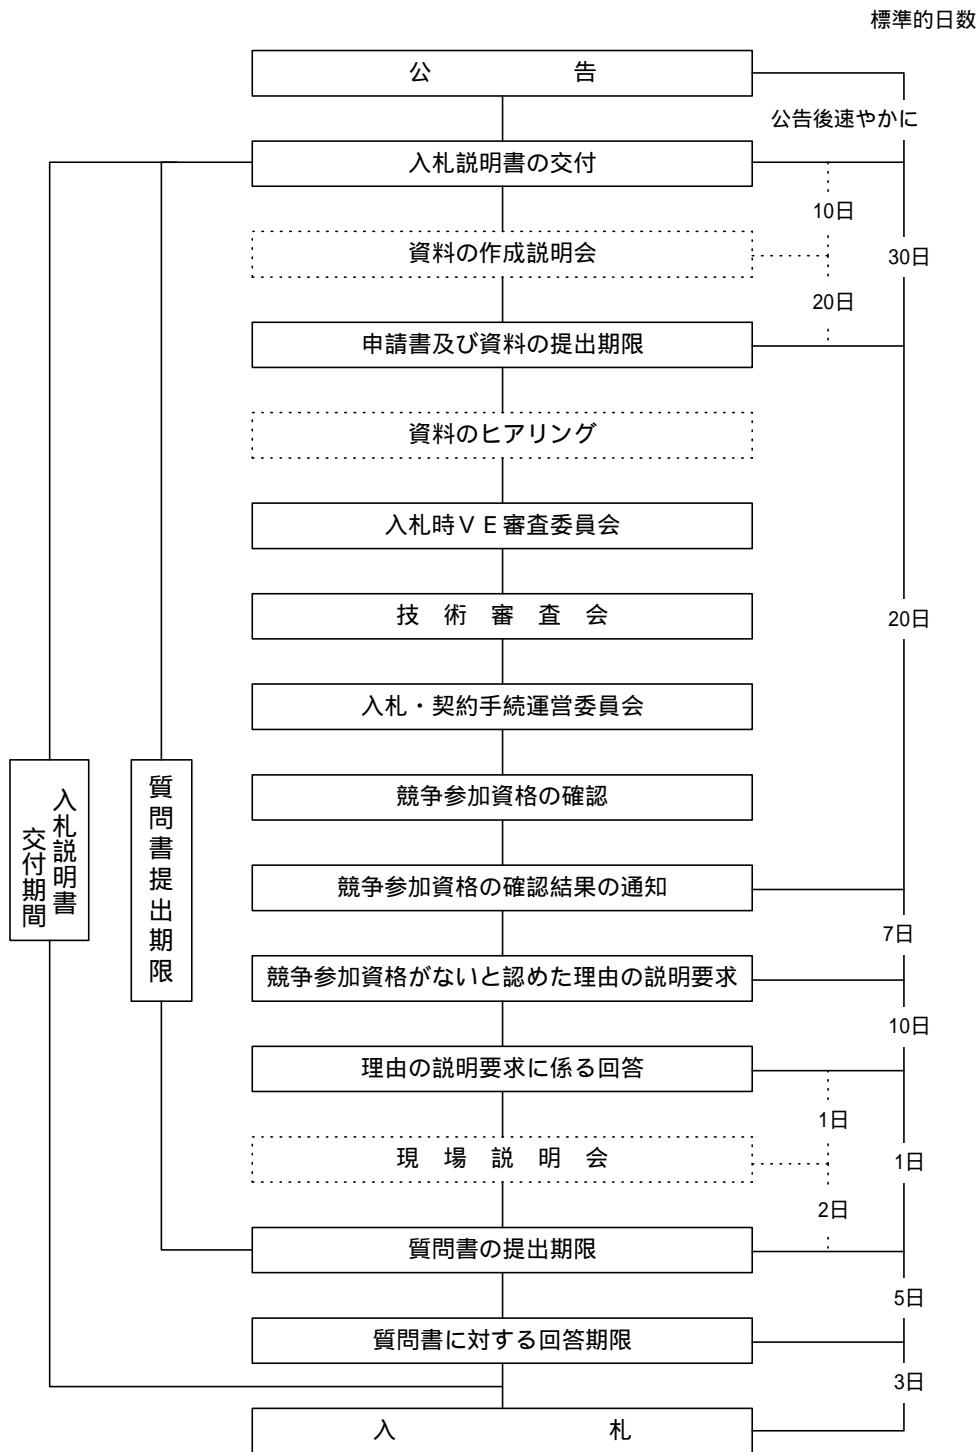 標準的日数
公　　　　　告
公告後速やかに
入札説明書の交付
10日
資料の作成説明会
30日
20日
申請書及び資料の提出期限
資料のヒアリング
入札時ＶＥ審査委員会
技　術　審　査　会
20日
入札・契約手続運営委員会
入札説明書
交付期間
質問書提出期限
競争参加資格の確認
競争参加資格の確認結果の通知
7日
競争参加資格がないと認めた理由の説明要求
10日
理由の説明要求に係る回答
1日
現　場　説　明　会
1日
2日
質問書の提出期限
5日
質問書に対する回答期限
3日
入　　　　　札